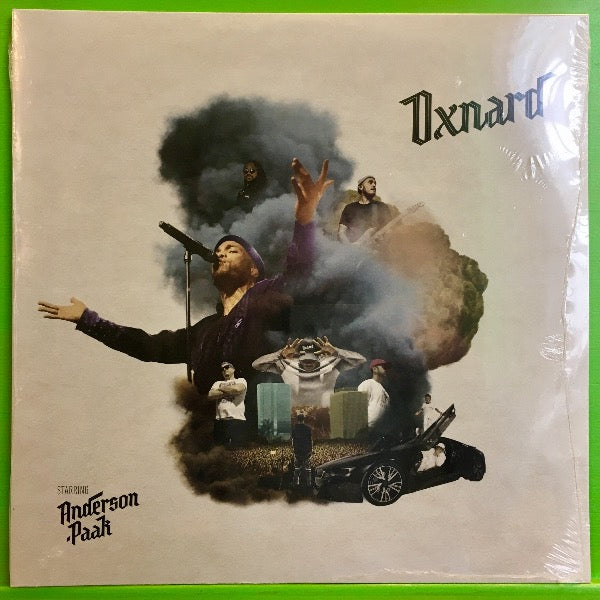 Oxnard
STARRING
Anderson
.Paak